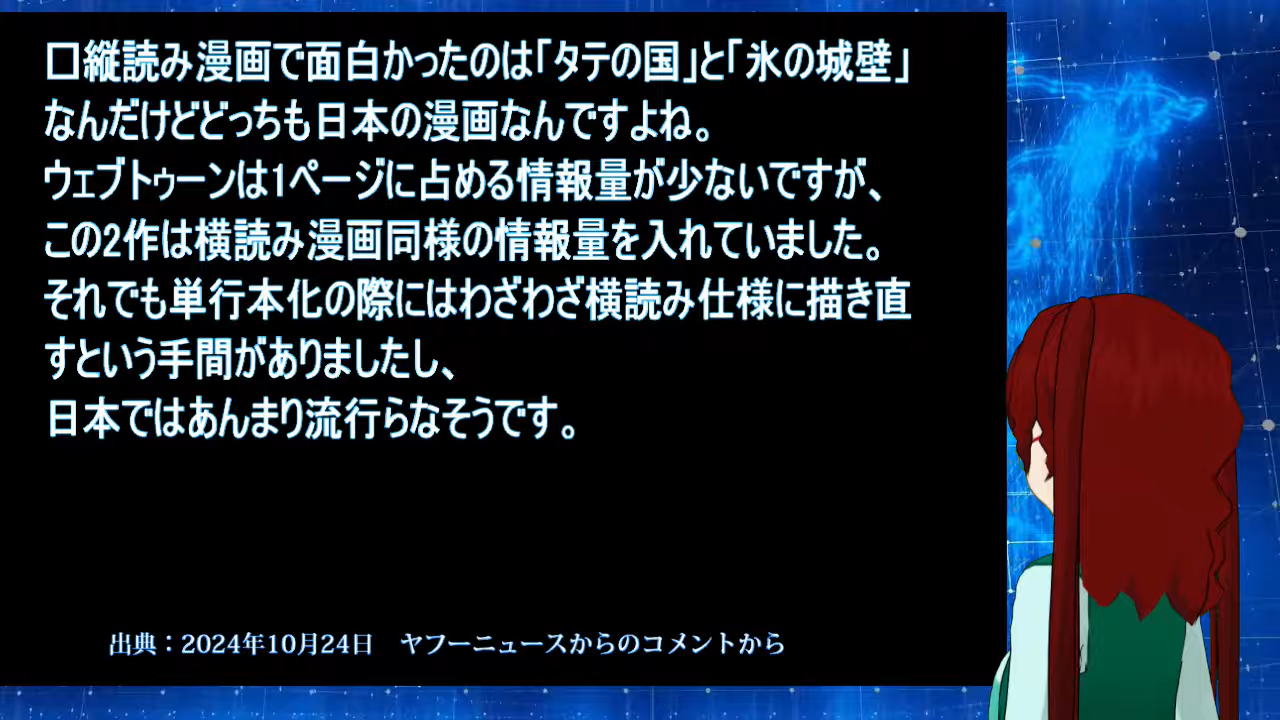 □縦読み漫画で面白かったのは「タテの国」と「氷の城壁」
なんだけどどっちも日本の漫画なんですよね。
ウェブトゥーンは1ページに占める情報量が少ないですが、
この2作は横読み漫画同様の情報量を入れていました。
それでも単行本化の際にはわざわざ横読み仕様に描き直
すという手間がありましたし、
日本ではあんまり流行らなそうです。
出典：2024年10月24日　ヤフーニュースからのコメントから